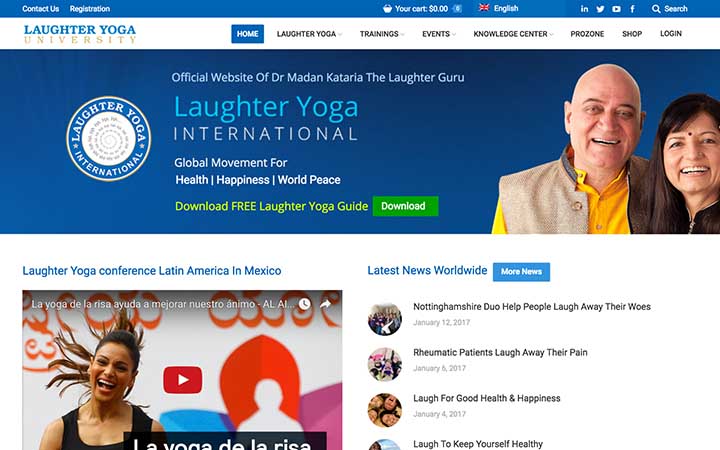 Contact Us Registration Your cart: $0.00 0 English Search
LAUGHTER YOGA
UNIVERSITY
HOME LAUGHTER YOGA TRAININGS EVENTS KNOWLEDGE CENTER PROZONE SHOP LOGIN
Official Website Of Dr Madan Kataria The Laughter Guru
LAUGHTER YOGA
INTERNATIONAL
Laughter Yoga
INTERNATIONAL
Global Movement For
Health | Happiness | World Peace
Download FREE Laughter Yoga Guide Download
Laughter Yoga conference Latin America In Mexico
La yoga de la risa ayuda a mejorar nuestro ánimo - AL AI...
La yoga de la risa
Latest News Worldwide More News
Nottinghamshire Duo Help People Laugh Away Their Woes
January 12, 2017
Rheumatic Patients Laugh Away Their Pain
January 6, 2017
Laugh For Good Health & Happiness
January 4, 2017
Laugh To Keep Yourself Healthy